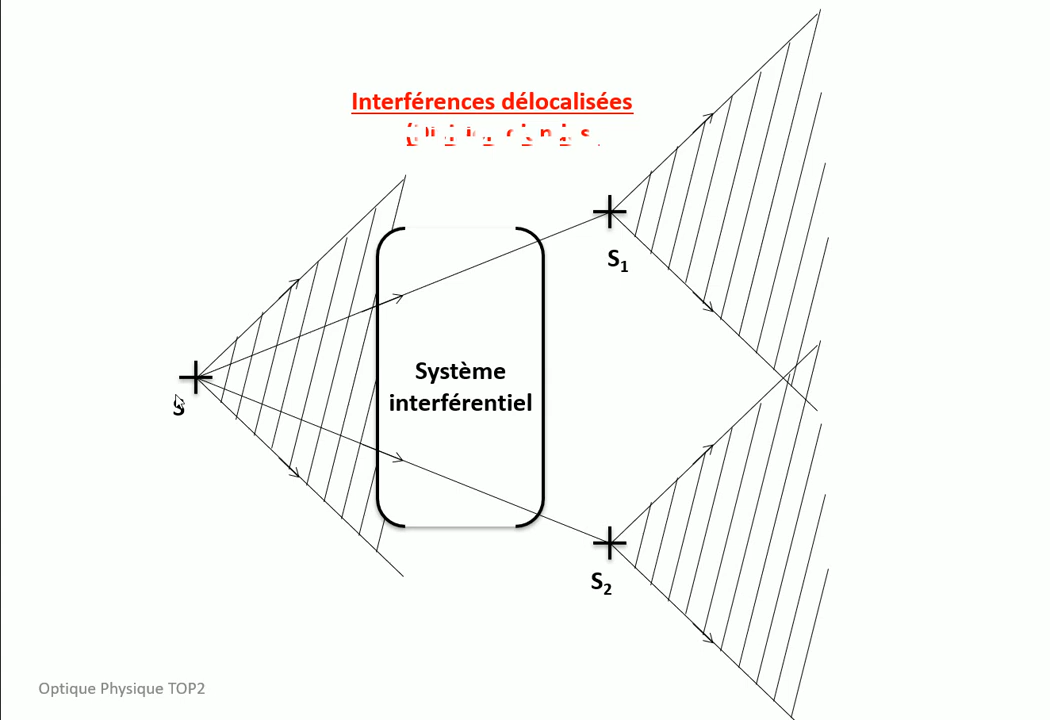 Interférences délocalisées
S₁
Système
interférentiel
S
S₂
Optique Physique TOP2